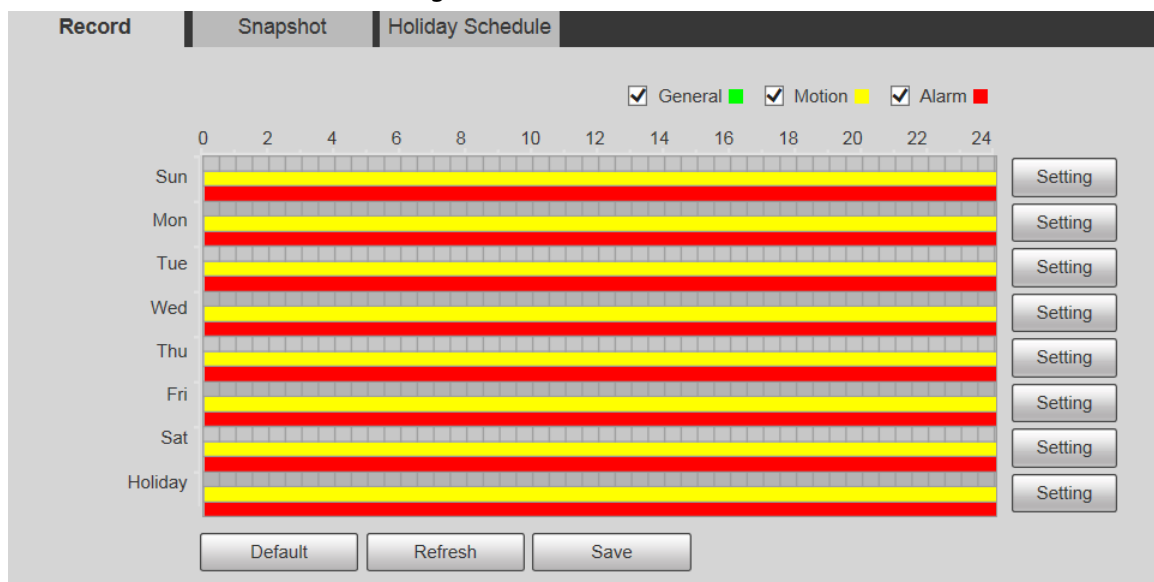 Record Snapshot Holiday Schedule
General Motion Alarm
0 2 4 6 8 10 12 14 16 18 20 22 24
Sun Setting
Mon Setting
Tue Setting
Wed Setting
Thu Setting
Fri Setting
Sat Setting
Holiday Setting
Default Refresh Save